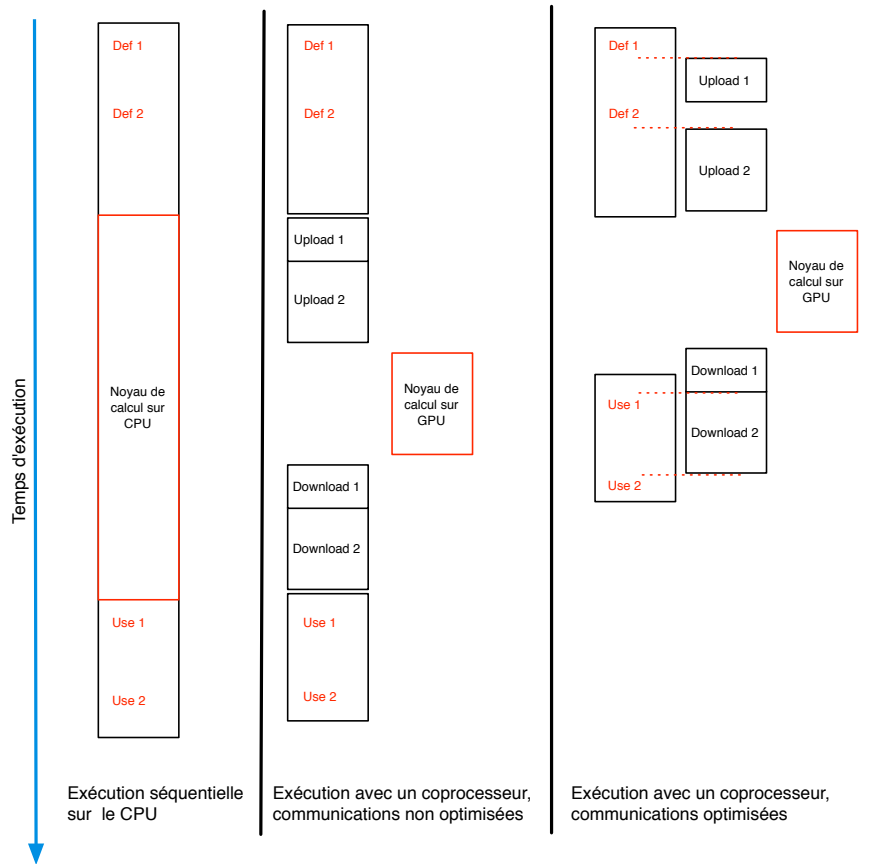 Temps d'exécution
Def 1
Def 2
Noyau de
calcul sur
CPU
Use 1
Use 2
Exécution séquentielle
sur le CPU
Def 1
Def 2
Upload 1
Upload 2
Noyau de
calcul sur
GPU
Download 1
Download 2
Use 1
Use 2
Exécution avec un coprocesseur,
communications non optimisées
Def 1
Upload 1
Def 2
Upload 2
Noyau de
calcul sur
GPU
Download 1
Use 1
Download 2
Use 2
Exécution avec un coprocesseur,
communications optimisées